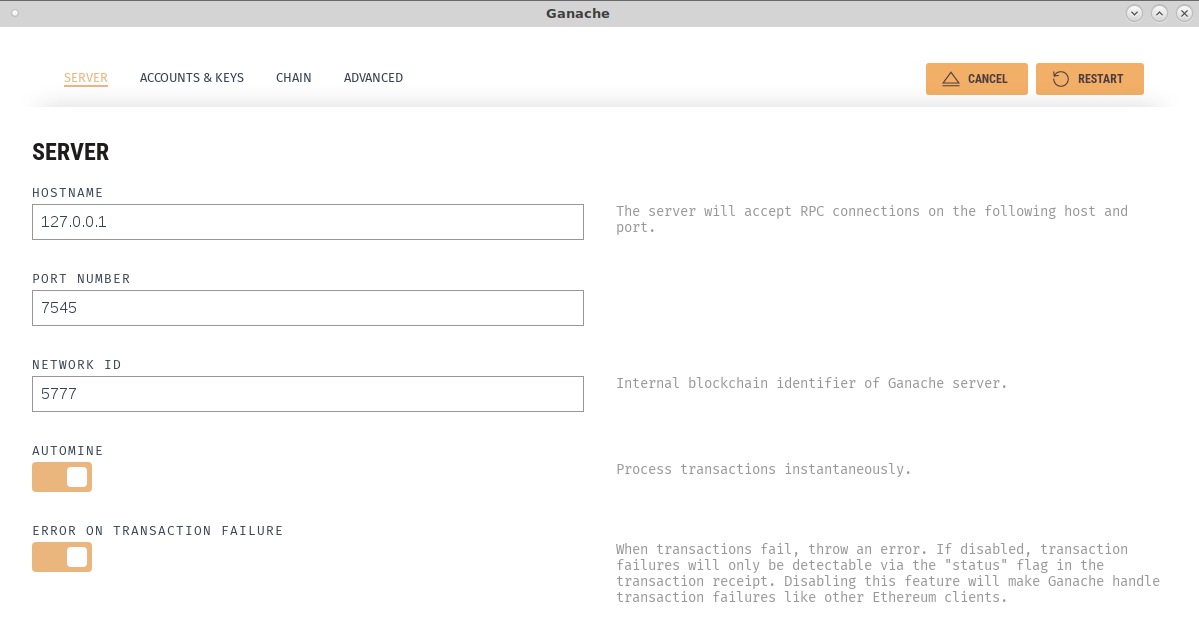 Ganache
SERVER ACCOUNTS & KEYS CHAIN ADVANCED CANCEL RESTART
SERVER
HOSTNAME
127.0.0.1
The server will accept RPC connections on the following host and
port.
PORT NUMBER
7545
NETWORK ID
5777
Internal blockchain identifier of Ganache server.
AUTOMINE
Process transactions instantaneously.
ERROR ON TRANSACTION FAILURE
When transactions fail, throw an error. If disabled, transaction
failures will only be detectable via the "status" flag in the
transaction receipt. Disabling this feature will make Ganache handle
transaction failures like other Ethereum clients.